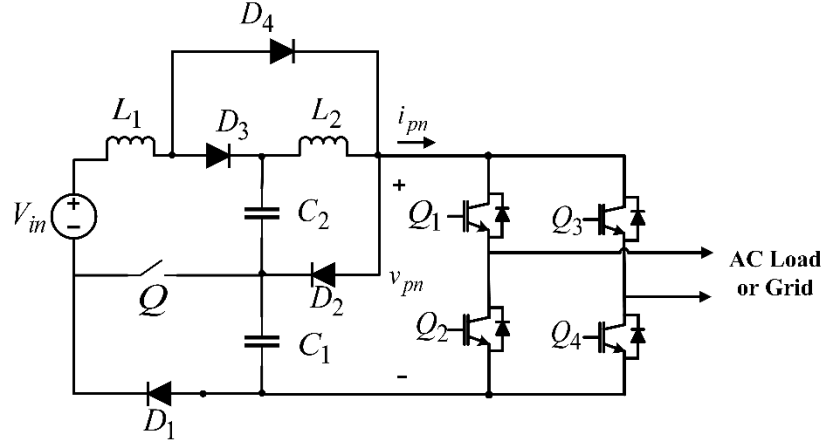 D4
L1
D3
L2
ipn
+
+
−
Vin
C2
Q1
Q3
AC Load
or Grid
Q
D2
vpn
C1
Q2
Q4
−
D1